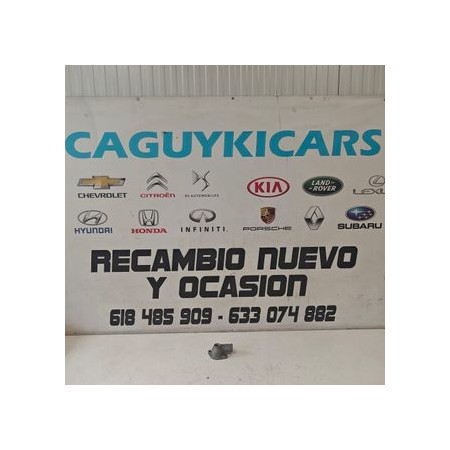 CAGUYKICARS
CHEVROLET CITROËN DS AUTOMOBILES KIA LAND ROVER LEXUS
HYUNDAI HONDA INFINITI PORSCHE SUBARU
RECAMBIO NUEVO
Y OCASION
618 485 909 - 633 074 882